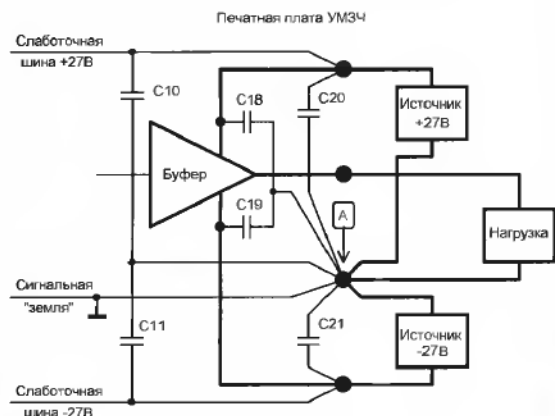 Печатная плата УМЗЧ
Слаботочная
шина +27В
C10
C18
C20
Источник
+27В
Буфер
C19
A
Нагрузка
Сигнальная
"земля"
C11
C21
Источник
-27В
Слаботочная
шина -27В